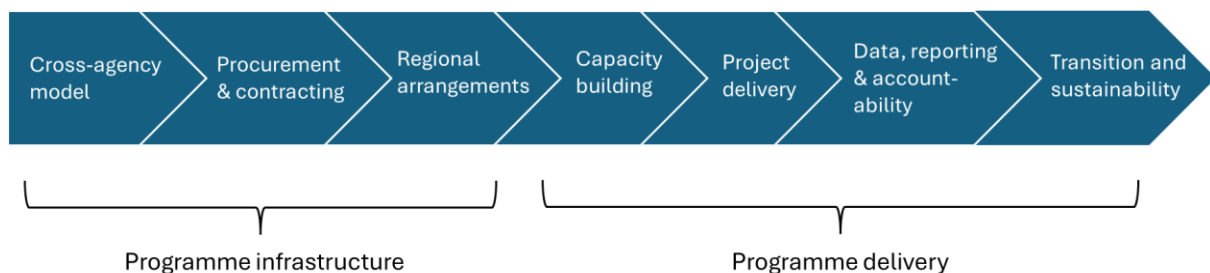 Cross-agency
model
Procurement
& contracting
Regional
arrangements
Capacity
building
Project
delivery
Data, reporting
& account-
ability
Transition and
sustainability
Programme infrastructure
Programme delivery